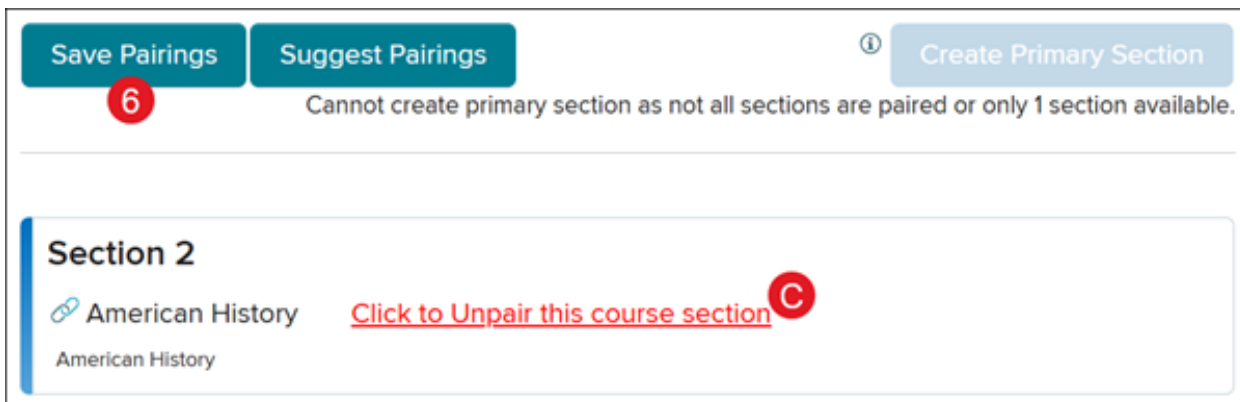 Save Pairings Suggest Pairings Create Primary Section
6
Cannot create primary section as not all sections are paired or only 1 section available.
Section 2
American History Click to Unpair this course section C
American History